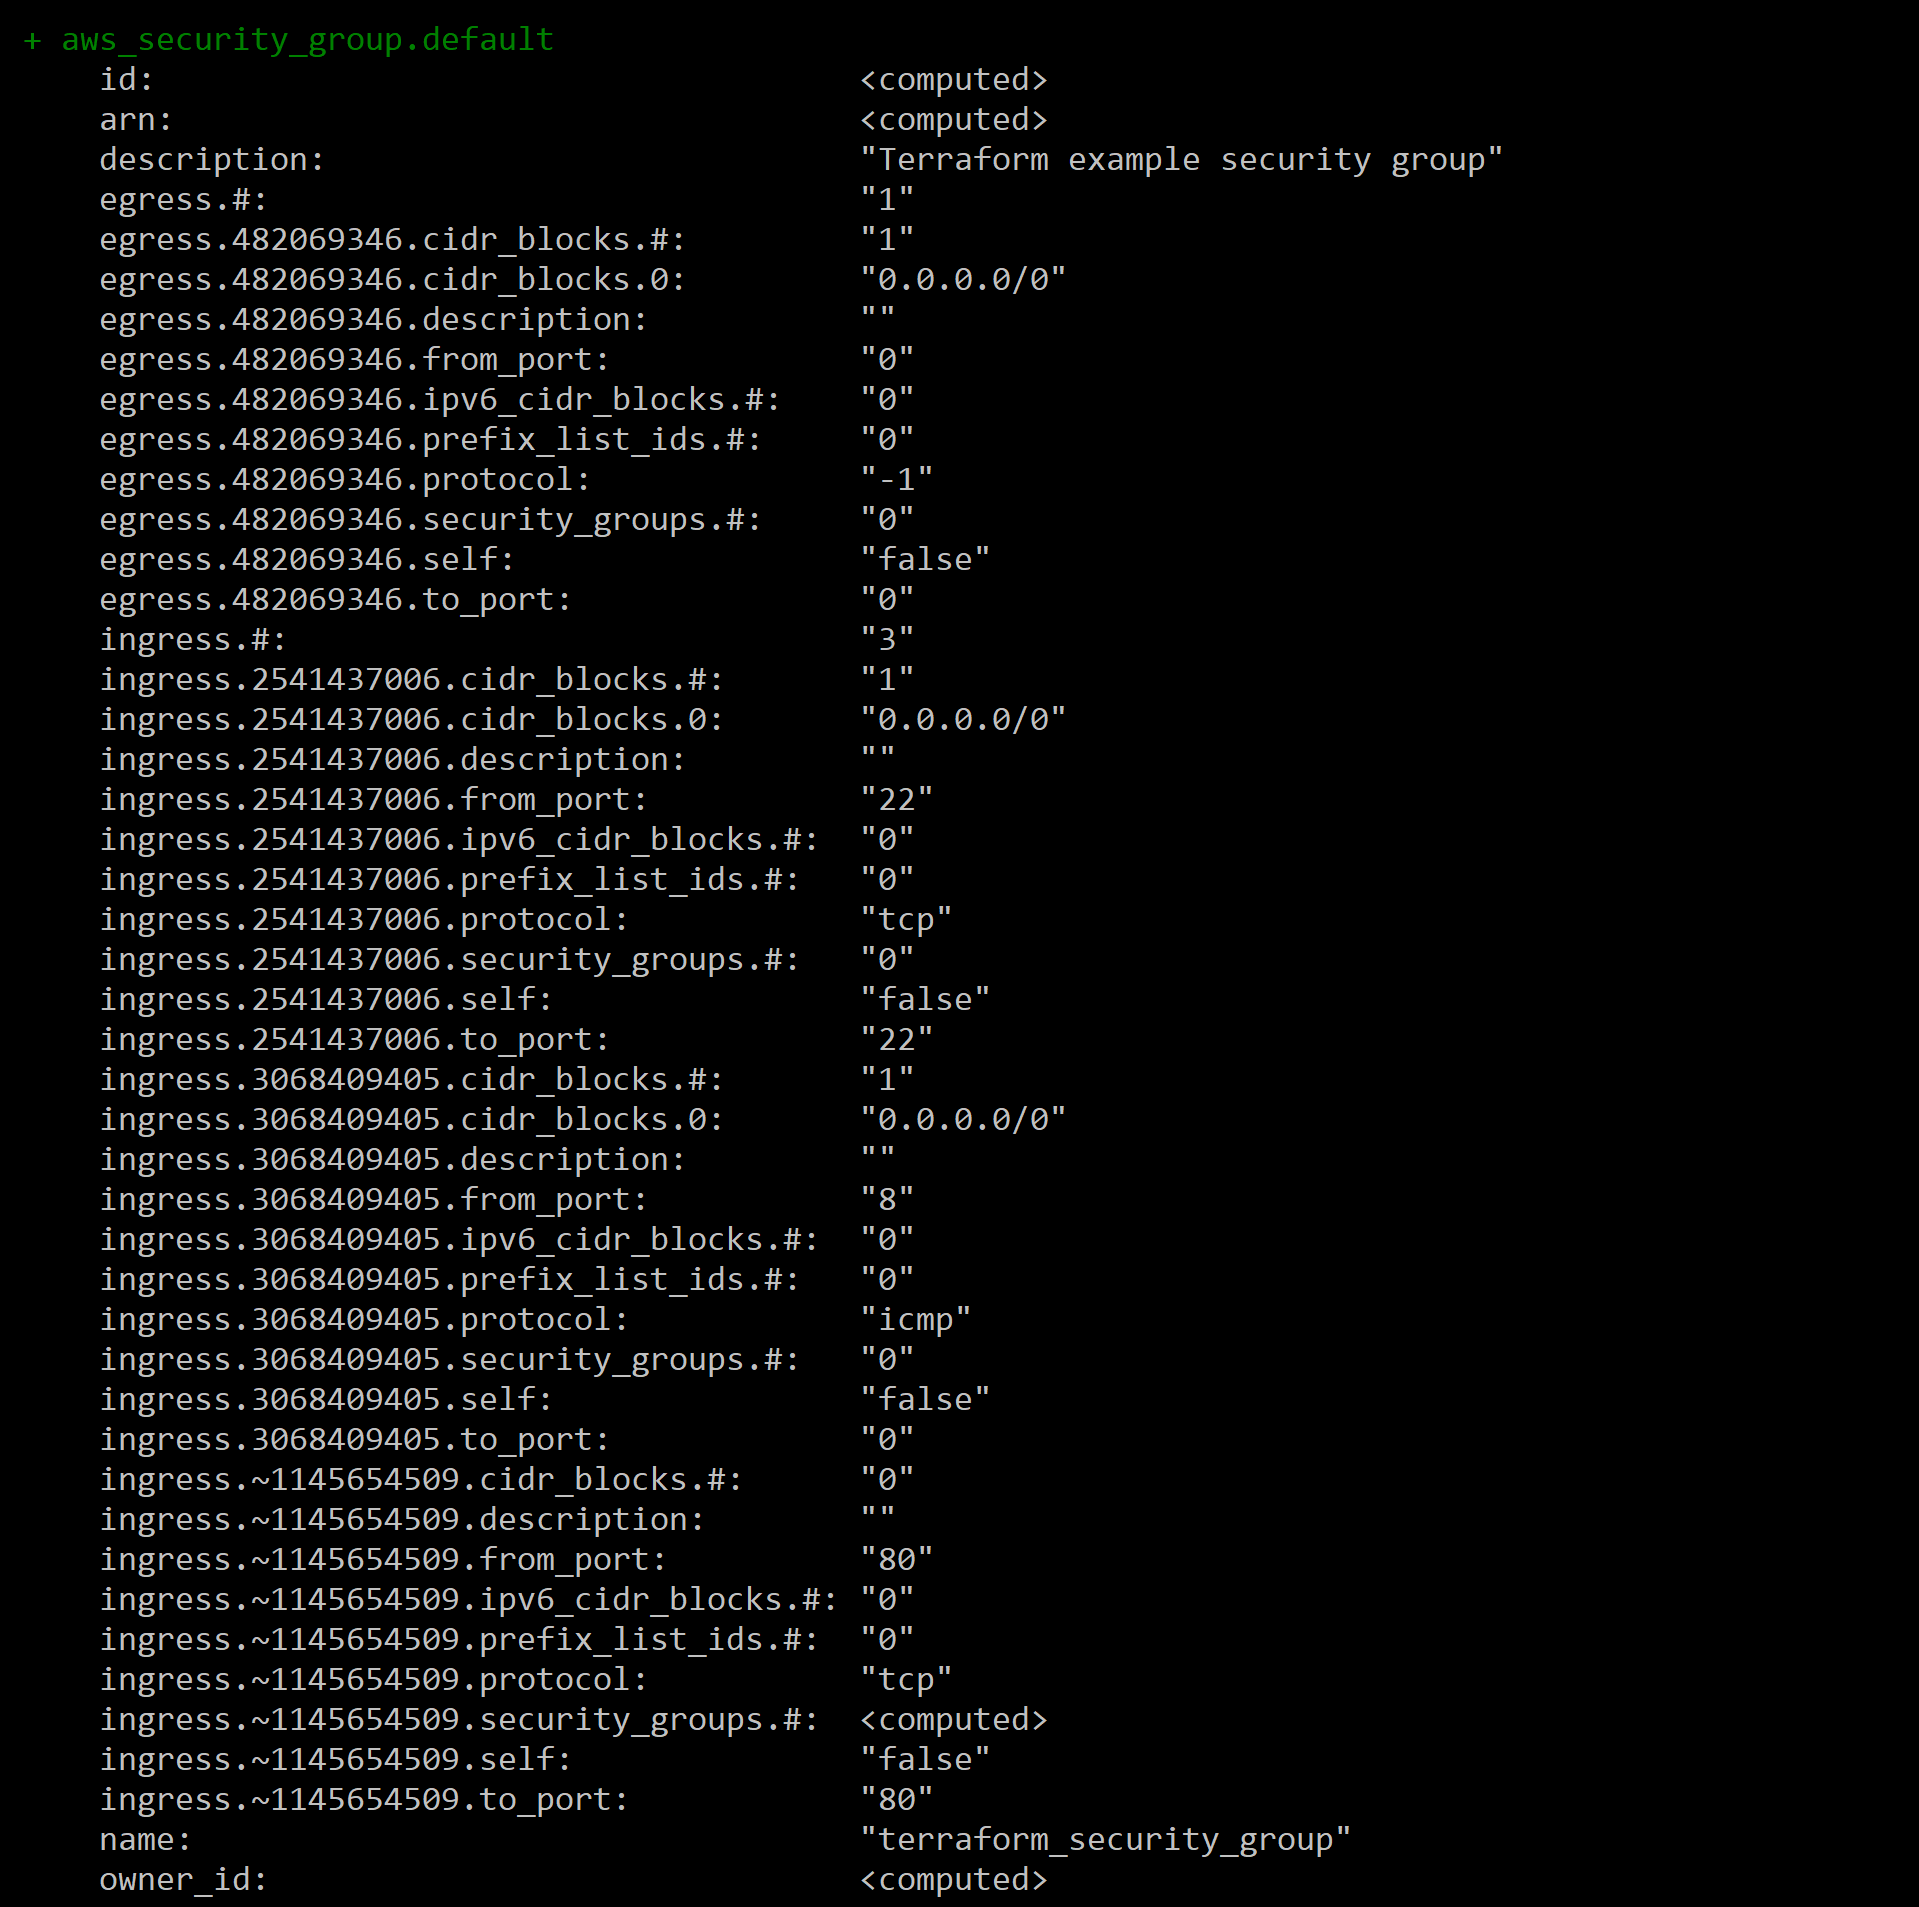 + aws_security_group.default
id: <computed>
arn: <computed>
description: "Terraform example security group"
egress.#: "1"
egress.482069346.cidr_blocks.#: "1"
egress.482069346.cidr_blocks.0: "0.0.0.0/0"
egress.482069346.description: ""
egress.482069346.from_port: "0"
egress.482069346.ipv6_cidr_blocks.#: "0"
egress.482069346.prefix_list_ids.#: "0"
egress.482069346.protocol: "-1"
egress.482069346.security_groups.#: "0"
egress.482069346.self: "false"
egress.482069346.to_port: "0"
ingress.#: "3"
ingress.2541437006.cidr_blocks.#: "1"
ingress.2541437006.cidr_blocks.0: "0.0.0.0/0"
ingress.2541437006.description: ""
ingress.2541437006.from_port: "22"
ingress.2541437006.ipv6_cidr_blocks.#: "0"
ingress.2541437006.prefix_list_ids.#: "0"
ingress.2541437006.protocol: "tcp"
ingress.2541437006.security_groups.#: "0"
ingress.2541437006.self: "false"
ingress.2541437006.to_port: "22"
ingress.3068409405.cidr_blocks.#: "1"
ingress.3068409405.cidr_blocks.0: "0.0.0.0/0"
ingress.3068409405.description: ""
ingress.3068409405.from_port: "8"
ingress.3068409405.ipv6_cidr_blocks.#: "0"
ingress.3068409405.prefix_list_ids.#: "0"
ingress.3068409405.protocol: "icmp"
ingress.3068409405.security_groups.#: "0"
ingress.3068409405.self: "false"
ingress.3068409405.to_port: "0"
ingress.~1145654509.cidr_blocks.#: "0"
ingress.~1145654509.description: ""
ingress.~1145654509.from_port: "80"
ingress.~1145654509.ipv6_cidr_blocks.#: "0"
ingress.~1145654509.prefix_list_ids.#: "0"
ingress.~1145654509.protocol: "tcp"
ingress.~1145654509.security_groups.#: <computed>
ingress.~1145654509.self: "false"
ingress.~1145654509.to_port: "80"
name: "terraform_security_group"
owner_id: <computed>